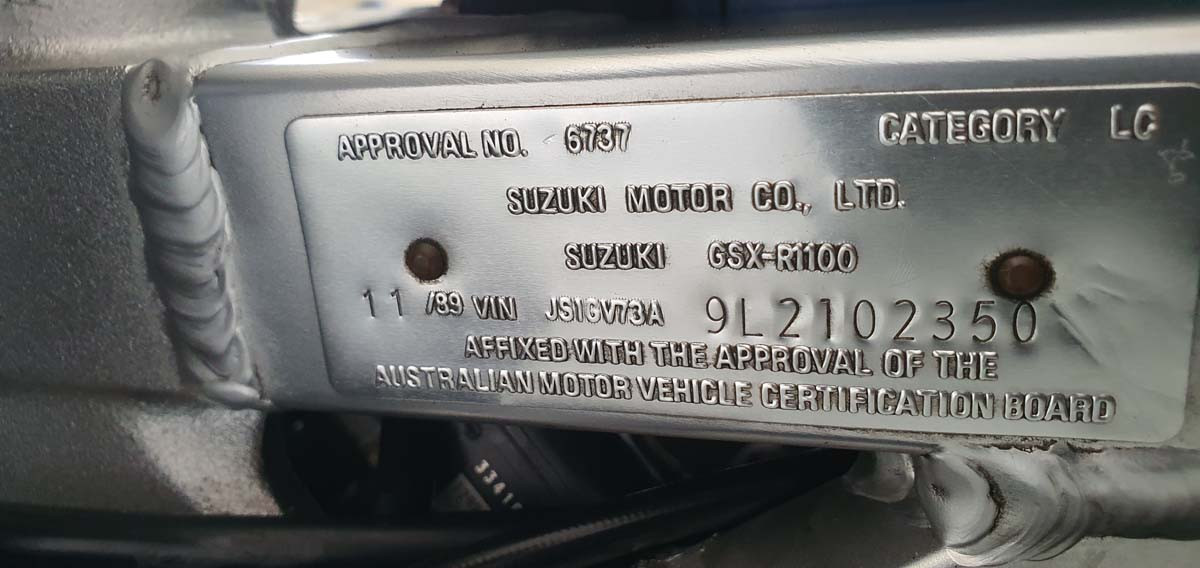 APPROVAL NO. 6737 CATEGORY LC
SUZUKI MOTOR CO., LTD.
SUZUKI GSX-R1100
11 /89 VIN JS1GV73A 9L2102350
AFFIXED WITH THE APPROVAL OF THE
AUSTRALIAN MOTOR VEHICLE CERTIFICATION BOARD